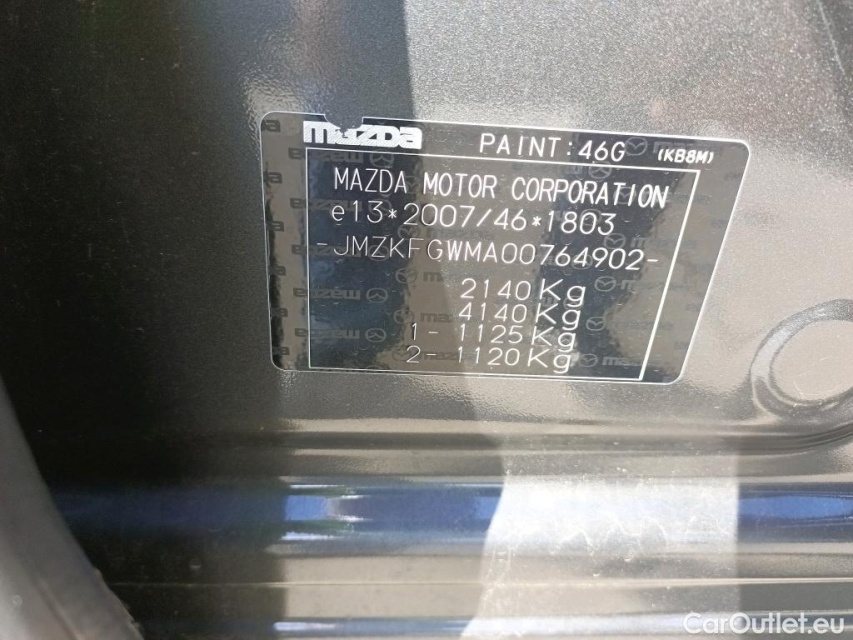 mazda PAINT:46G (KB8M)
MAZDA MOTOR CORPORATION
e13*2007/46*1803
-JMZKFGWMA00764902-
2140Kg
4140Kg
1-1125Kg
2-1120Kg
CarOutlet.eu